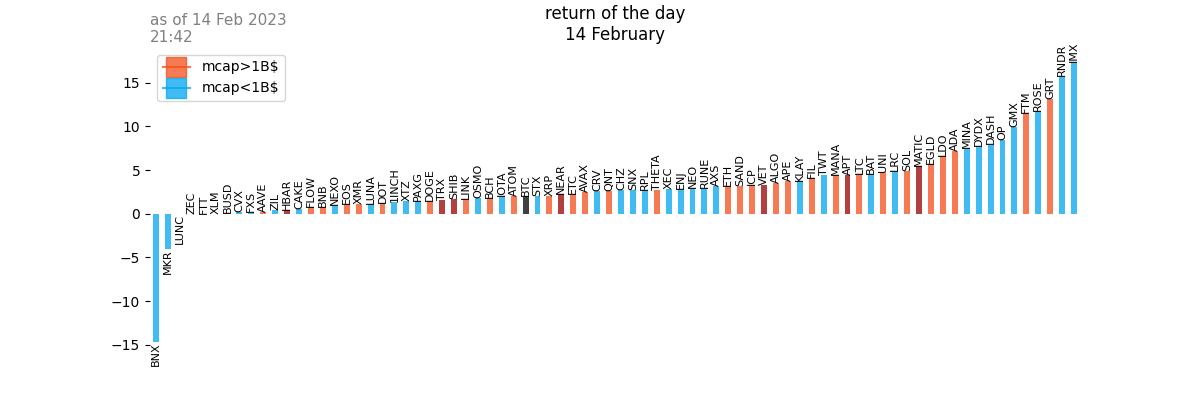 as of 14 Feb 2023
21:42
return of the day
14 February
mcap>1B$
mcap<1B$
15
10
5
0
−5
−10
−15
BNX
MKR
LUNC
ZEC
FTT
XLM
BUSD
CVX
FXS
AAVE
ZIL
HBAR
CAKE
FLOW
BNB
NEXO
EOS
XMR
LUNA
DOT
1INCH
XTZ
PAXG
DOGE
TRX
SHIB
LINK
OSMO
BCH
IOTA
ATOM
BTC
STX
XRP
NEAR
ETC
AVAX
CRV
QNT
CHZ
SNX
RPL
THETA
XEC
ENJ
NEO
RUNE
AXS
ETH
SAND
ICP
VET
ALGO
APE
KLAY
FIL
TWT
MANA
APT
LTC
BAT
UNI
LRC
SOL
MATIC
EGLD
LDO
ADA
MINA
DYDX
DASH
OP
GMX
FTM
ROSE
GRT
RNDR
IMX